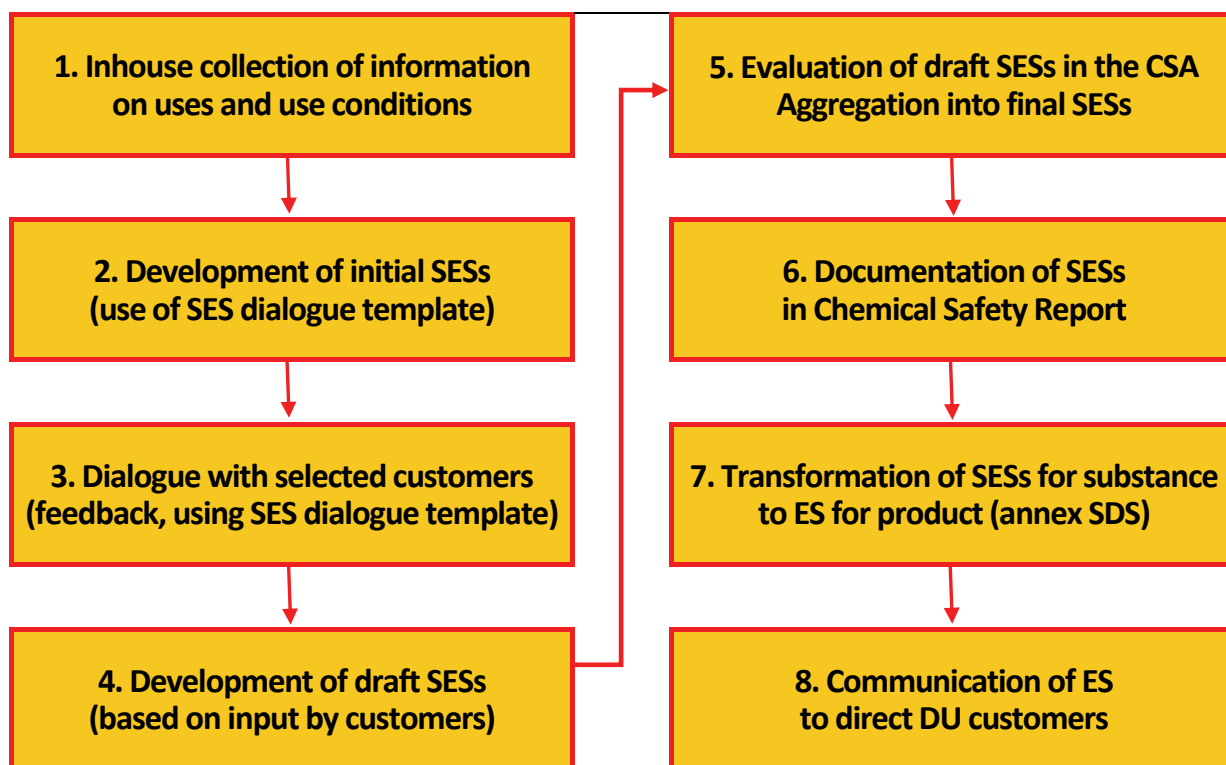 1. Inhouse collection of information
on uses and use conditions
2. Development of initial SESs
(use of SES dialogue template)
3. Dialogue with selected customers
(feedback, using SES dialogue template)
4. Development of draft SESs
(based on input by customers)
5. Evaluation of draft SESs in the CSA
Aggregation into final SESs
6. Documentation of SESs
in Chemical Safety Report
7. Transformation of SESs for substance
to ES for product (annex SDS)
8. Communication of ES
to direct DU customers